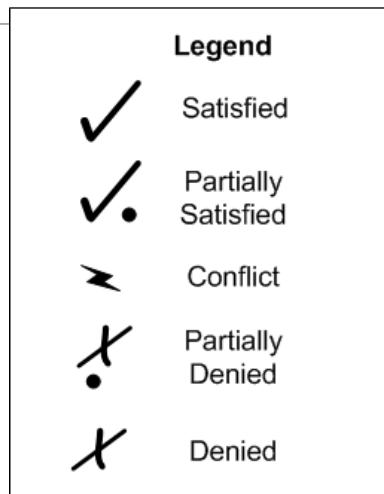 Legend
Satisfied
Partially
Satisfied
Conflict
Partially
Denied
Denied